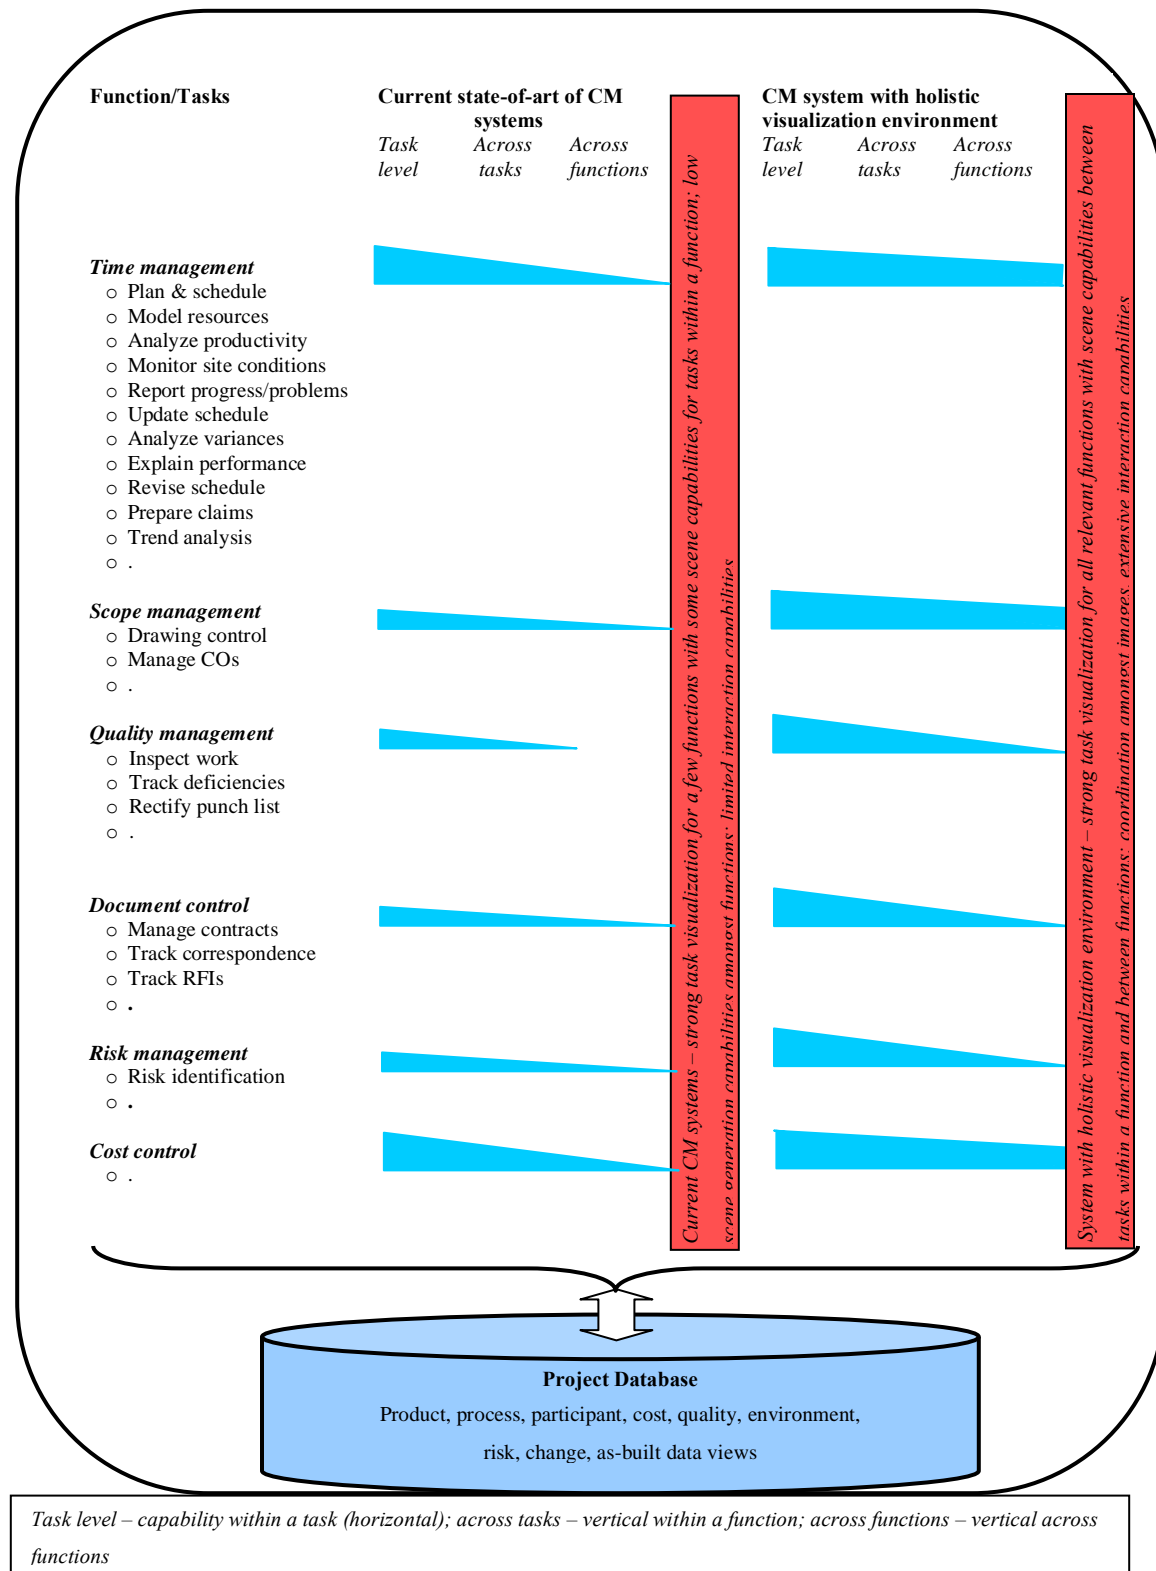 Function/Tasks
Current state-of-art of CM
systems
Task
level
Across
tasks
Across
functions
CM system with holistic
visualization environment
Task
level
Across
tasks
Across
functions
Time management
o Plan & schedule
o Model resources
o Analyze productivity
o Monitor site conditions
o Report progress/problems
o Update schedule
o Analyze variances
o Explain performance
o Revise schedule
o Prepare claims
o Trend analysis
o .
Scope management
o Drawing control
o Manage COs
o .
Quality management
o Inspect work
o Track deficiencies
o Rectify punch list
o .
Document control
o Manage contracts
o Track correspondence
o Track RFIs
o .
Risk management
o Risk identification
o .
Cost control
o .
Current CM systems – strong task visualization for a few functions with some scene capabilities for tasks within a function; low
scene generation capabilities amongst functions; limited interaction capabilities
System with holistic visualization environment – strong task visualization for all relevant functions with scene capabilities between
tasks within a function and between functions; coordination amongst images, extensive interaction capabilities
Project Database
Product, process, participant, cost, quality, environment,
risk, change, as-built data views
Task level – capability within a task (horizontal); across tasks – vertical within a function; across functions – vertical across
functions